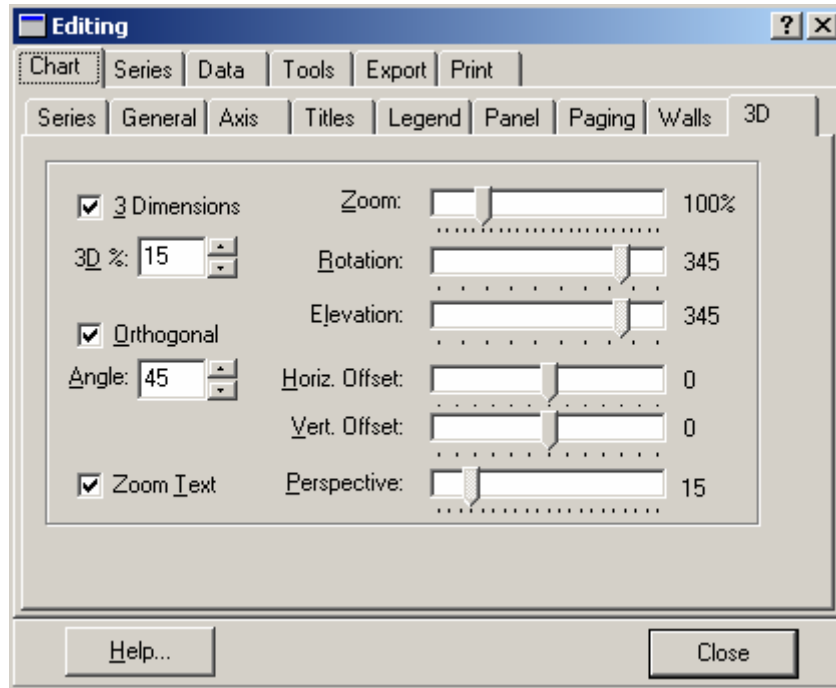 Editing
Chart Series Data Tools Export Print
Series General Axis Titles Legend Panel Paging Walls 3D
3 Dimensions Zoom: 100%
3D %: 15 Rotation: 345
Elevation: 345
Orthogonal
Angle: 45 Horiz. Offset: 0
Vert. Offset: 0
Zoom Text Perspective: 15
Help... Close